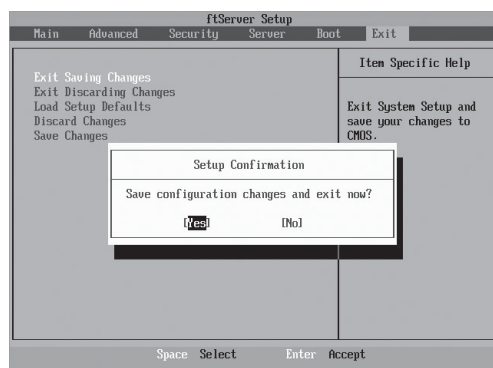 ftServer Setup
Main Advanced Security Server Boot Exit
Item Specific Help
Exit Saving Changes
Exit Discarding Changes
Load Setup Defaults
Discard Changes
Save Changes
Exit System Setup and
save your changes to
CMOS.
Setup Confirmation
Save configuration changes and exit now?
[Yes] [No]
Space Select Enter Accept